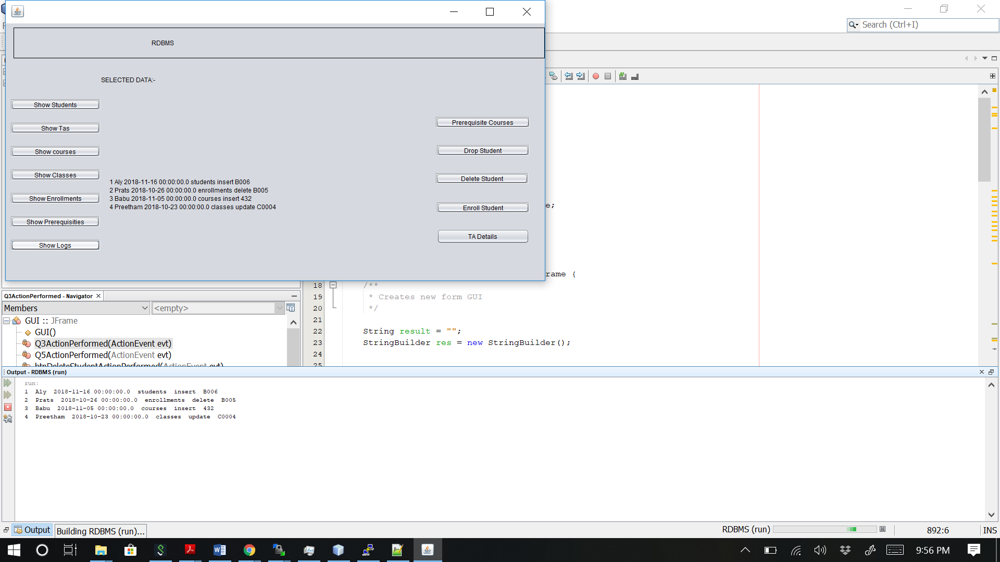 RDBMS
SELECTED DATA:-
Show Students
Show Tas
Show courses
Show Classes
Show Enrollments
Show Prerequisities
Show Logs
1 Aly 2018-11-16 00:00:00.0 students insert B006
2 Prats 2018-10-26 00:00:00.0 enrollments delete B005
3 Babu 2018-11-05 00:00:00.0 courses insert 432
4 Preetham 2018-10-23 00:00:00.0 classes update C0004
Prerequisite Courses
Drop Student
Delete Student
Enroll Student
TA Details
Search (Ctrl+I)
e;
rame {
18 /**
19 * Creates new form GUI
20 */
21
22 String result = "";
23 StringBuilder res = new StringBuilder();
24
25
Q3ActionPerformed - Navigator
Members
<empty>
GUI :: JFrame
GUI()
Q3ActionPerformed(ActionEvent evt)
Q5ActionPerformed(ActionEvent evt)
btnDeleteStudentActionPerformed(ActionEvent evt)
Output - RDBMS (run)
run:
1 Aly 2018-11-16 00:00:00.0 students insert B006
2 Prats 2018-10-26 00:00:00.0 enrollments delete B005
3 Babu 2018-11-05 00:00:00.0 courses insert 432
4 Preetham 2018-10-23 00:00:00.0 classes update C0004
Output
Building RDBMS (run)...
RDBMS (run)
892:6
INS
9:56 PM